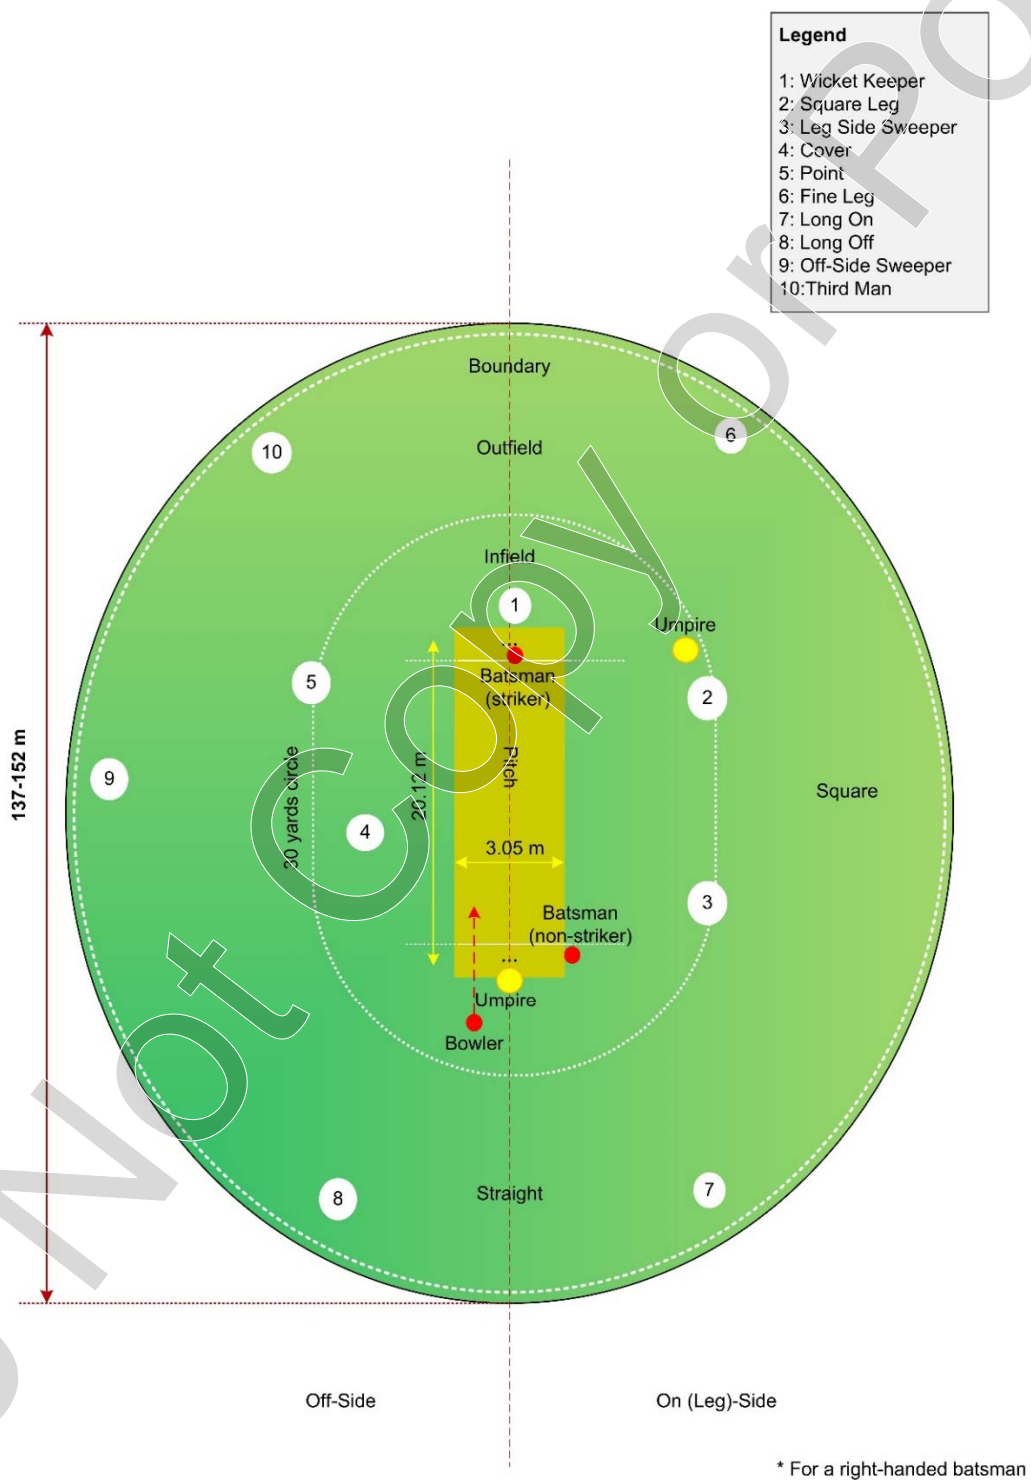 Legend
1: Wicket Keeper
2: Square Leg
3: Leg Side Sweeper
4: Cover
5: Point
6: Fine Leg
7: Long On
8: Long Off
9: Off-Side Sweeper
10:Third Man
Boundary
6
10
Outfield
Infield
1
Umpire
Batsman
(striker)
5
2
137-152 m
9
30 yards circle
20.12 m
Pitch
Square
4
3.05 m
3
Batsman
(non-striker)
Umpire
Bowler
8
Straight
7
Off-Side
On (Leg)-Side
* For a right-handed batsman
Not Copy or Po